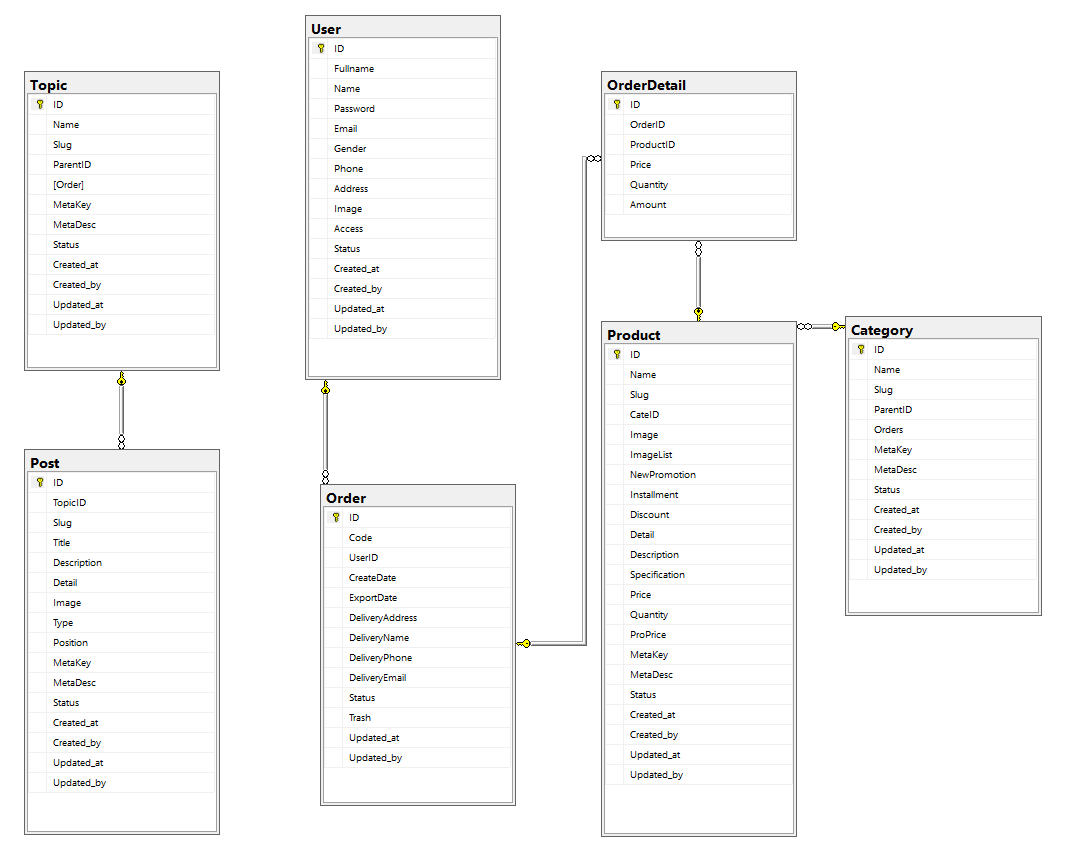 Topic
ID
Name
Slug
ParentID
[Order]
MetaKey
MetaDesc
Status
Created_at
Created_by
Updated_at
Updated_by
Post
ID
TopicID
Slug
Title
Description
Detail
Image
Type
Position
MetaKey
MetaDesc
Status
Created_at
Created_by
Updated_at
Updated_by
User
ID
Fullname
Name
Password
Email
Gender
Phone
Address
Image
Access
Status
Created_at
Created_by
Updated_at
Updated_by
Order
ID
Code
UserID
CreateDate
ExportDate
DeliveryAddress
DeliveryName
DeliveryPhone
DeliveryEmail
Status
Trash
Updated_at
Updated_by
OrderDetail
ID
OrderID
ProductID
Price
Quantity
Amount
Product
ID
Name
Slug
CateID
Image
ImageList
NewPromotion
Installment
Discount
Detail
Description
Specification
Price
Quantity
ProPrice
MetaKey
MetaDesc
Status
Created_at
Created_by
Updated_at
Updated_by
Category
ID
Name
Slug
ParentID
Orders
MetaKey
MetaDesc
Status
Created_at
Created_by
Updated_at
Updated_by